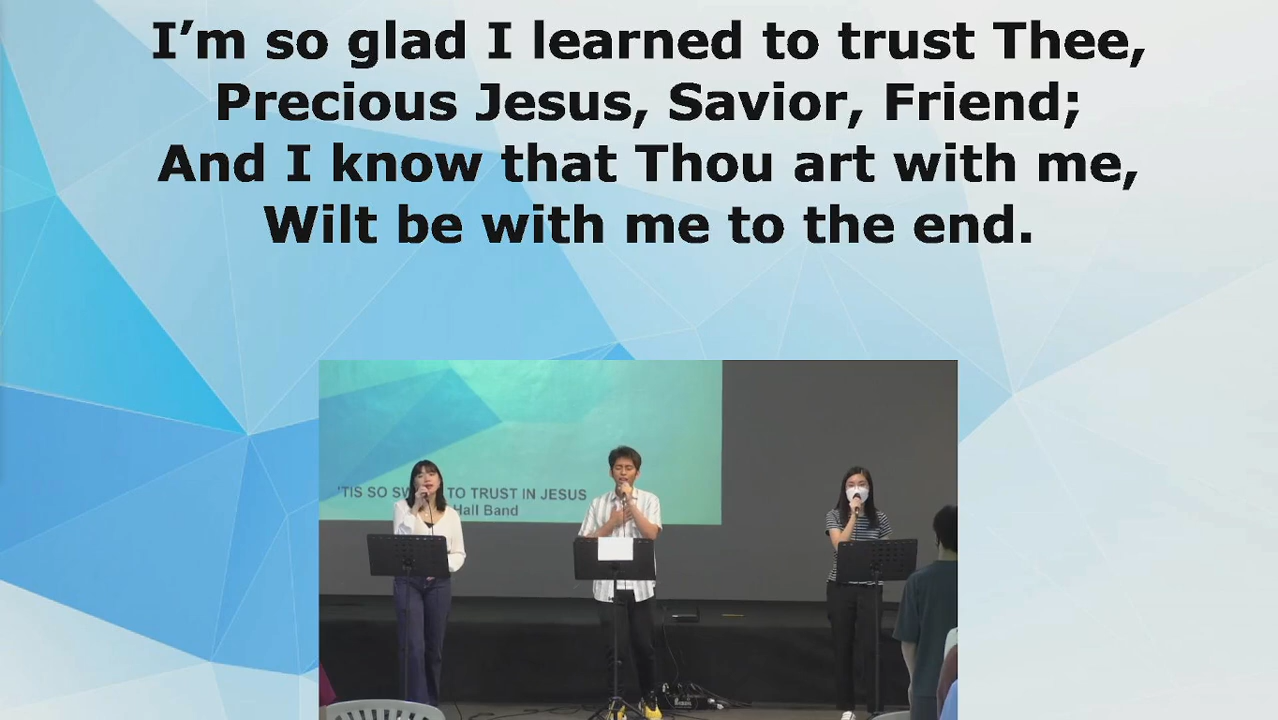 I’m so glad I learned to trust Thee,
Precious Jesus, Savior, Friend;
And I know that Thou art with me,
Wilt be with me to the end.
'TIS SO SW TO TRUST IN JESUS
Hall Band